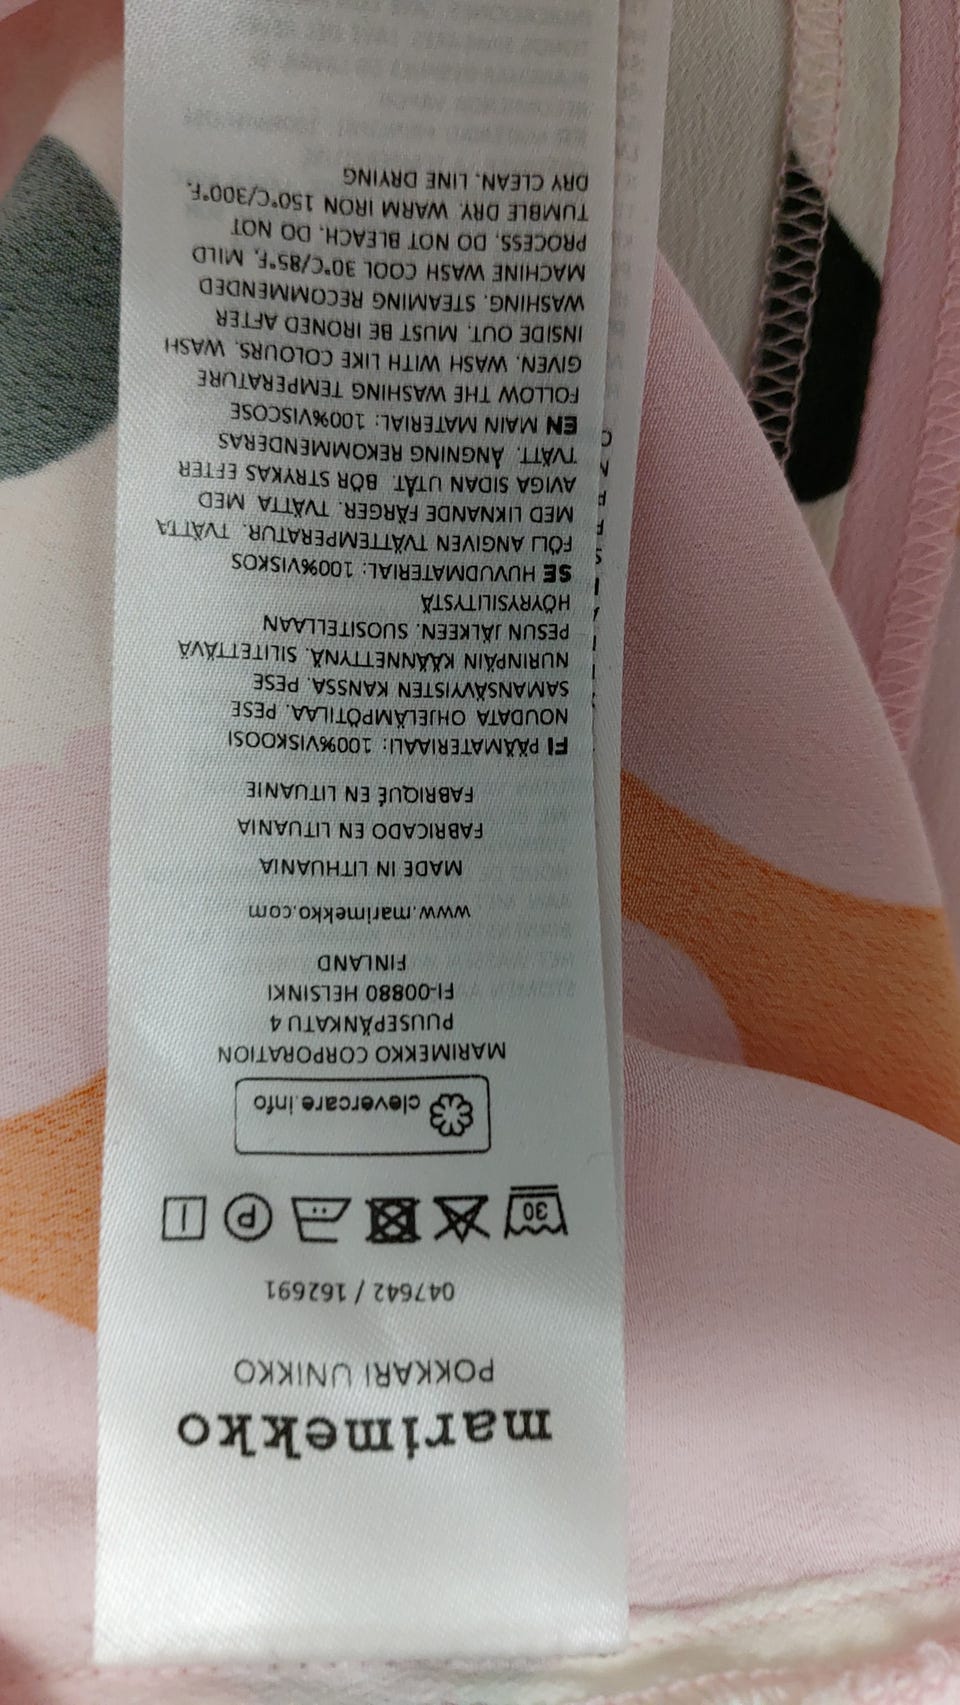 marimekko
POKKARI UNIKKO
047642 / 162691
30
P
clevercare.info
MARIMEKKO CORPORATION
PUUSEPÄNKATU 4
FI-00880 HELSINKI
FINLAND
www.marimekko.com
MADE IN LITHUANIA
FABRICADO EN LITUANIA
FABRIQUÉ EN LITUANIE
FI PÄÄMATERIAALI: 100%VISKOOSI
NOUDATA OHJELÄMPÖTILAA. PESE
SAMANSÄVYISTEN KANSSA. PESE
NURINPÄIN KÄÄNNETTYNÄ. SILITETTÄVÄ
PESUN JÄLKEEN. SUOSITELLAAN
HÖYRYSILITYSTÄ
SE HUVUDMATERIAL: 100%VISKOS
FÖLJ ANGIVEN TVÄTTEMPERATUR. TVÄTTA
MED LIKNANDE FÄRGER. TVÄTTA MED
AVIGA SIDAN UTÅT. BÖR STRYKAS EFTER
TVÄTT. ÅNGNING REKOMMENDERAS
EN MAIN MATERIAL: 100%VISCOSE
FOLLOW THE WASHING TEMPERATURE
GIVEN. WASH WITH LIKE COLOURS. WASH
INSIDE OUT. MUST BE IRONED AFTER
WASHING. STEAMING RECOMMENDED
MACHINE WASH COOL 30°C/85°F, MILD
PROCESS. DO NOT BLEACH. DO NOT
TUMBLE DRY. WARM IRON 150°C/300°F.
DRY CLEAN. LINE DRYING